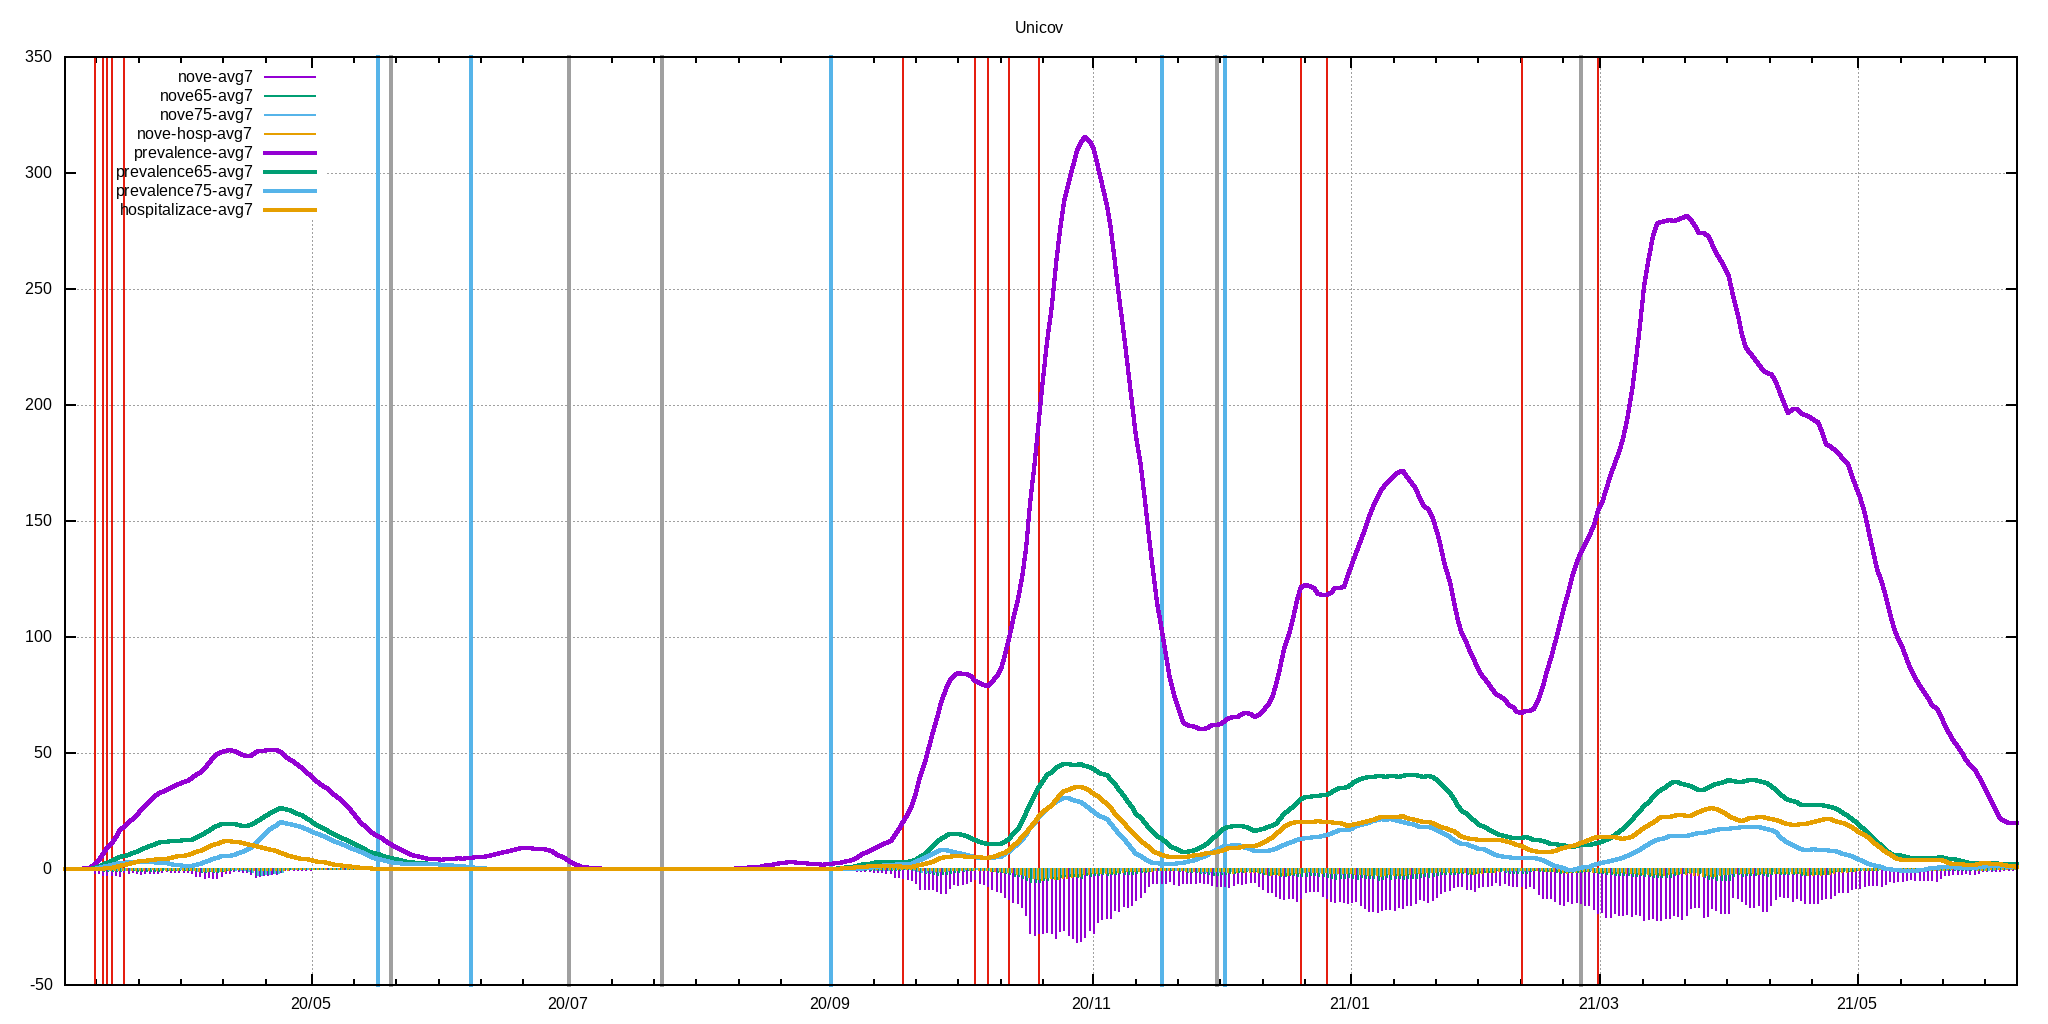 Unicov
350
300
250
200
150
100
50
0
-50
nove-avg7
nove65-avg7
nove75-avg7
nove-hosp-avg7
prevalence-avg7
prevalence65-avg7
prevalence75-avg7
hospitalizace-avg7
20/05 20/07 20/09 20/11 21/01 21/03 21/05